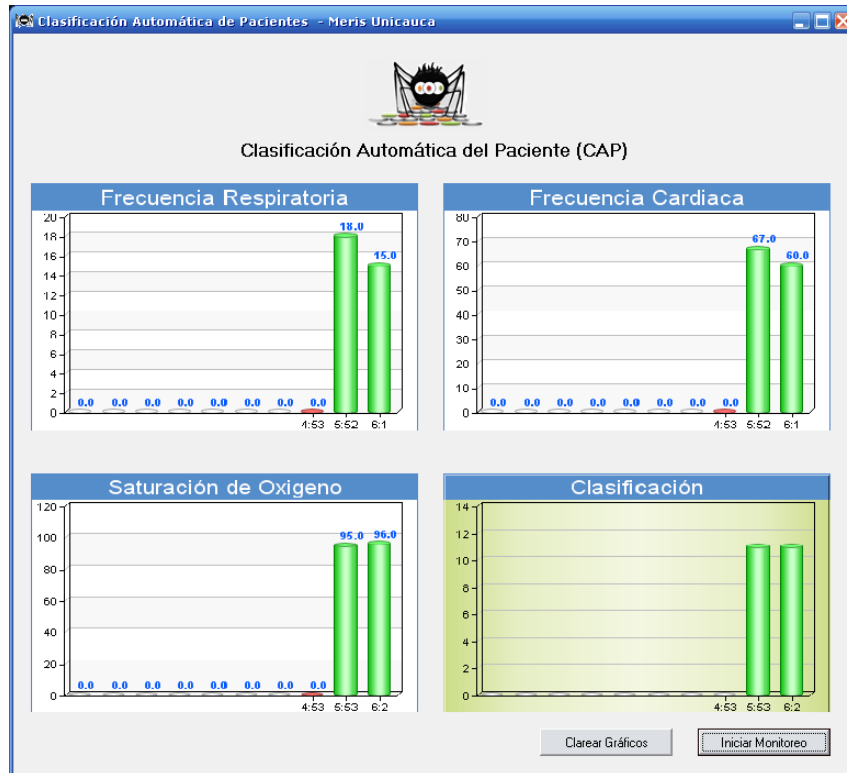 Clasificación Automática de Pacientes - Meris Unicauca
Clasificación Automática del Paciente (CAP)
Frecuencia Respiratoria
20
18
16
14
12
10
8
6
4
2
0
0.0 0.0 0.0 0.0 0.0 0.0 0.0 0.0 18.0 15.0
4:53 5:52 6:1
Frecuencia Cardiaca
80
70
60
50
40
30
20
10
0
0.0 0.0 0.0 0.0 0.0 0.0 0.0 0.0 67.0 60.0
4:53 5:52 6:1
Saturación de Oxigeno
120
100
80
60
40
20
0
0.0 0.0 0.0 0.0 0.0 0.0 0.0 0.0 95.0 96.0
4:53 5:53 6:2
Clasificación
14
12
10
8
6
4
2
0
4:53 5:53 6:2
Clarear Gráficos
Iniciar Monitoreo